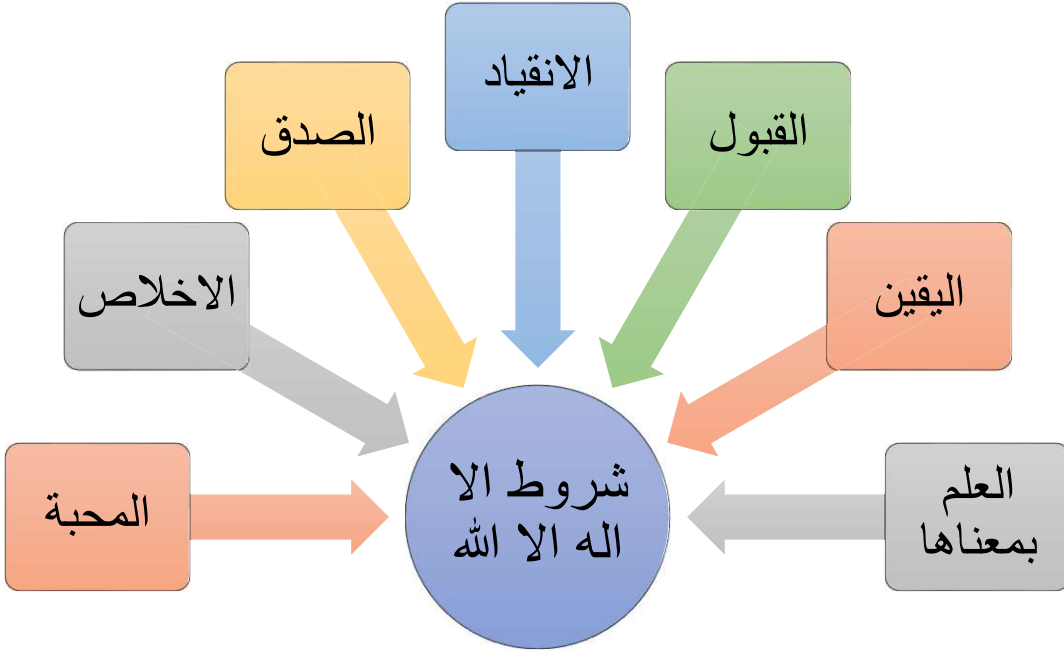 الانقياد
القبول
الصدق
اليقين
الاخلاص
العلم
بمعناها
المحبة
شروط الا
اله الا الله